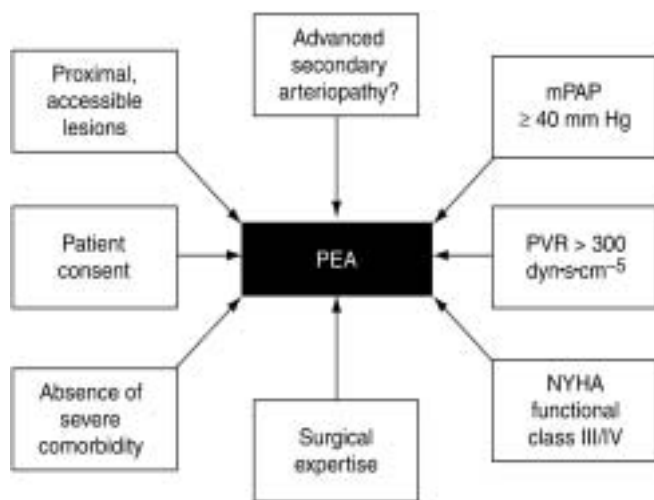 Proximal,
accessible
lesions
Advanced
secondary
arteriopathy?
mPAP
≥ 40 mm Hg
Patient
consent
PEA
PVR > 300
dyn·s·cm⁻⁵
Absence of
severe
comorbidity
Surgical
expertise
NYHA
functional
class III/IV